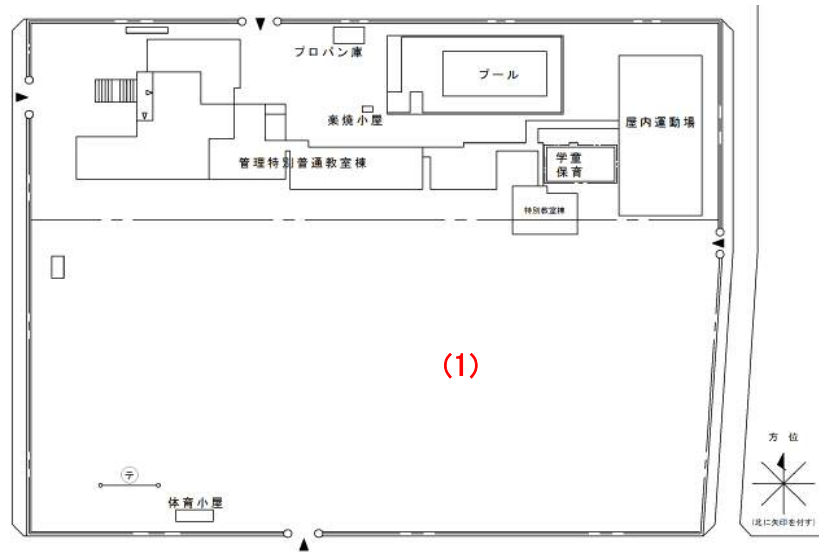 プロパン庫
プール
楽焼小屋
屋内運動場
管理特別普通教室棟
学童
保育
特別教室棟
(1)
テ
体育小屋
方位
(北に矢印を付す)